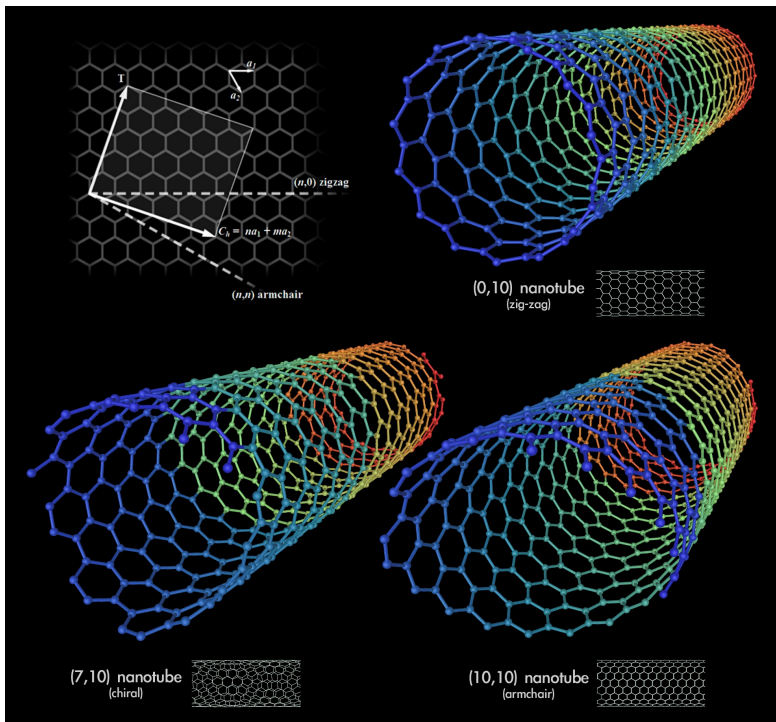 T
a₁
a₂
(n,0) zigzag
Cₕ = na₁ + ma₂
(n,n) armchair
(0,10) nanotube
(zig-zag)
(7,10) nanotube
(chiral)
(10,10) nanotube
(armchair)